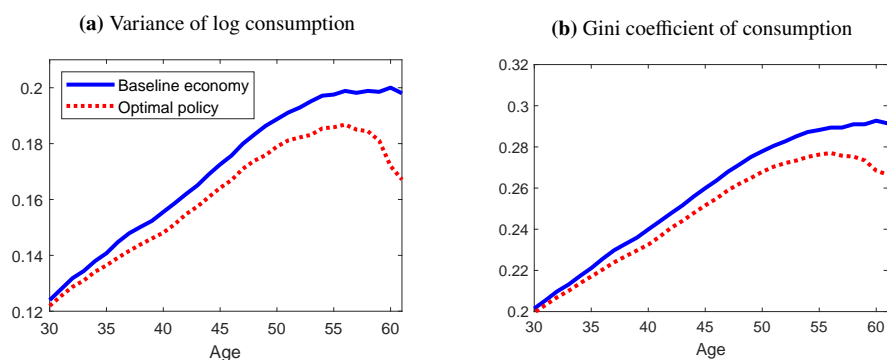 (a) Variance of log consumption
0.2
0.18
0.16
0.14
0.12
30 35 40 45 50 55 60
Age
Baseline economy
Optimal policy
(b) Gini coefficient of consumption
0.32
0.3
0.28
0.26
0.24
0.22
0.2
30 35 40 45 50 55 60
Age